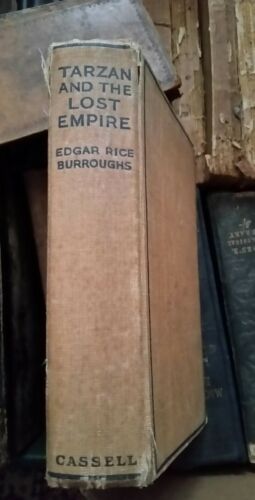 TARZAN
AND THE
LOST
EMPIRE
EDGAR RICE
BURROUGHS
CASSELL